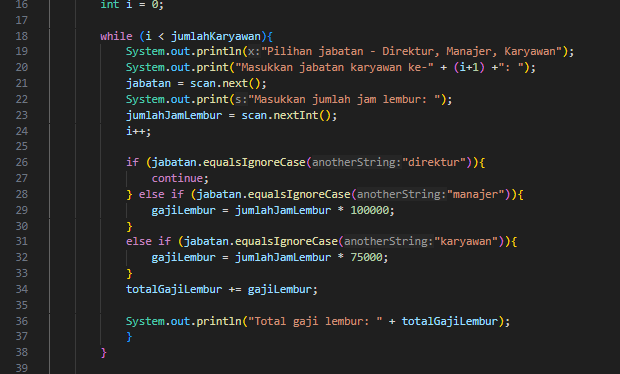 16 int i = 0;
17
18 while (i < jumlahKaryawan){
19 System.out.println(x:"Pilihan jabatan - Direktur, Manajer, Karyawan");
20 System.out.print("Masukkan jabatan karyawan ke-" + (i+1) +": ");
21 jabatan = scan.next();
22 System.out.print(s:"Masukkan jumlah jam lembur: ");
23 jumlahJamLembur = scan.nextInt();
24 i++;
25
26 if (jabatan.equalsIgnoreCase(anotherString:"direktur")){
27 continue;
28 } else if (jabatan.equalsIgnoreCase(anotherString:"manajer")){
29 gajiLembur = jumlahJamLembur * 100000;
30 }
31 else if (jabatan.equalsIgnoreCase(anotherString:"karyawan")){
32 gajiLembur = jumlahJamLembur * 75000;
33 }
34 totalGajiLembur += gajiLembur;
35
36 System.out.println("Total gaji lembur: " + totalGajiLembur);
37 }
38 }
39